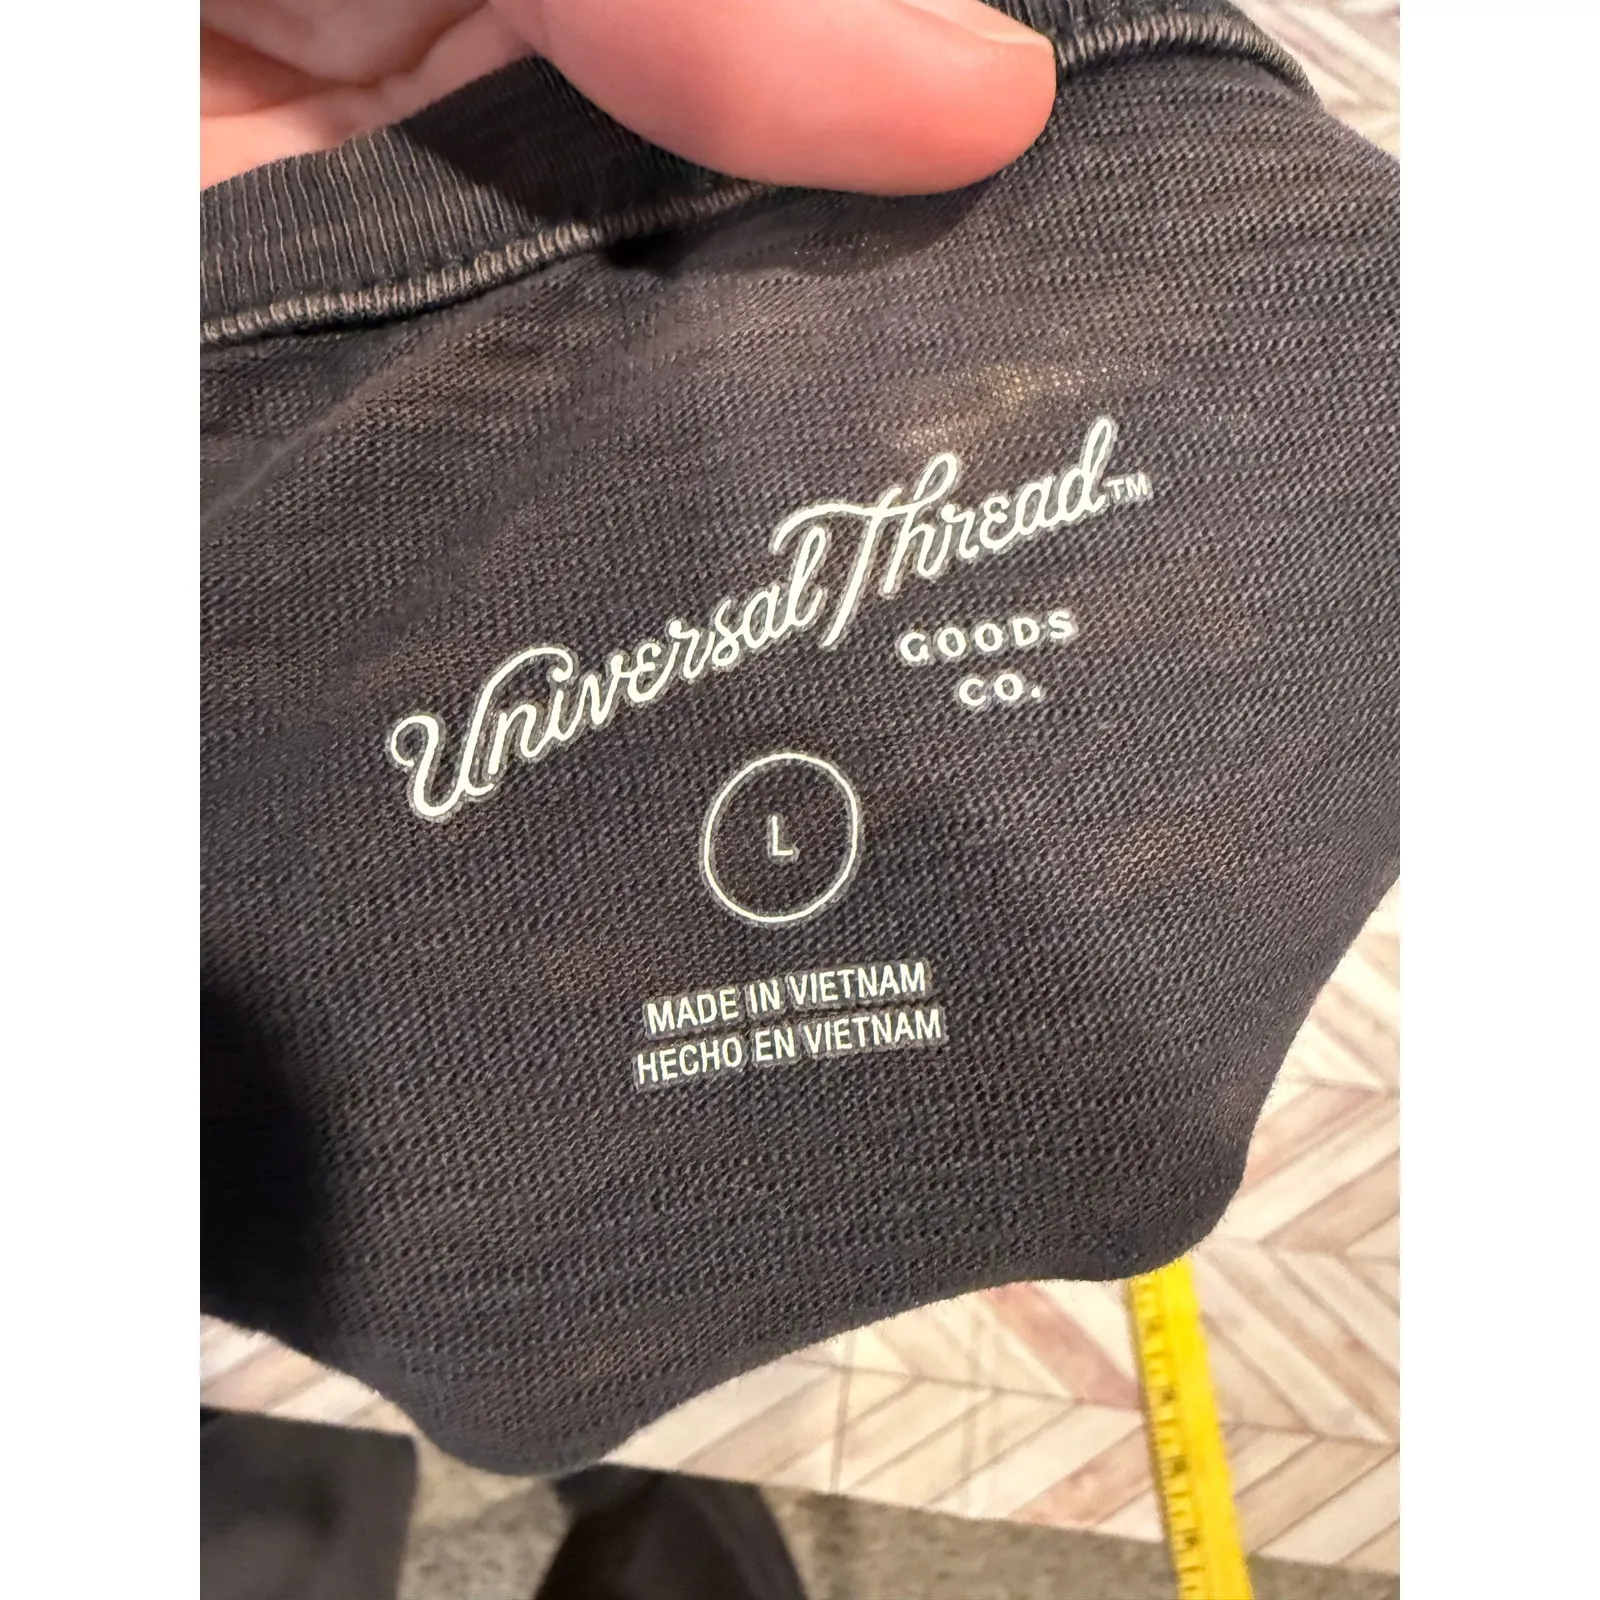 Universal Thread™
GOODS
CO.
L
MADE IN VIETNAM
HECHO EN VIETNAM